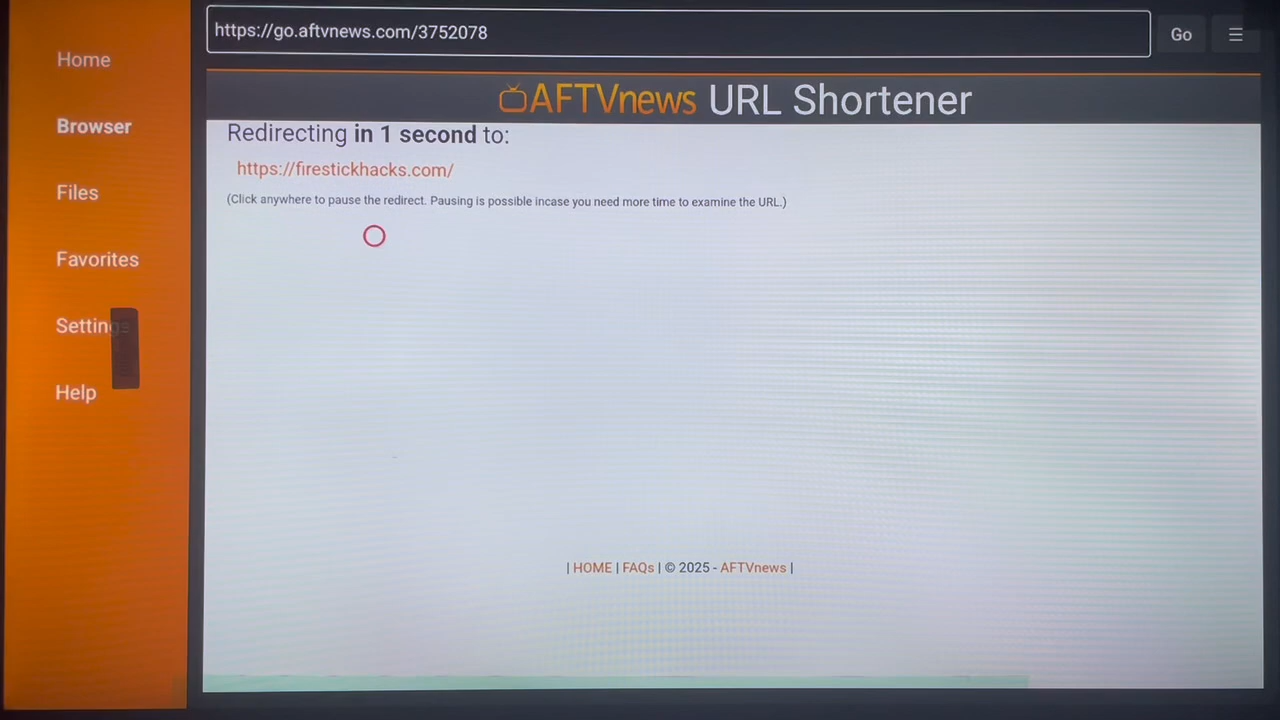 https://go.aftvnews.com/3752078
Go
☰
Home
Browser
Files
Favorites
Settings
Help
AFTVnews URL Shortener
Redirecting in 1 second to:
https://firestickhacks.com/
(Click anywhere to pause the redirect. Pausing is possible incase you need more time to examine the URL.)
| HOME | FAQs | © 2025 - AFTVnews |